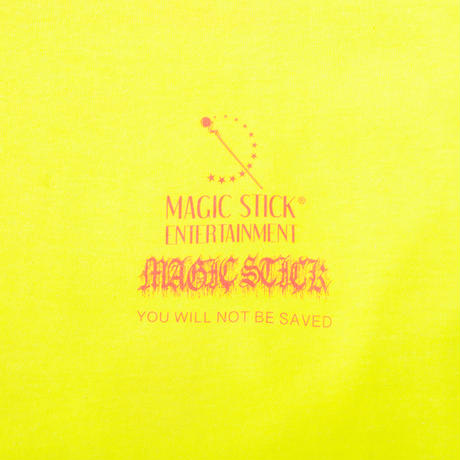 MAGIC STICK®
ENTERTAINMENT
MAGIC STICK
YOU WILL NOT BE SAVED